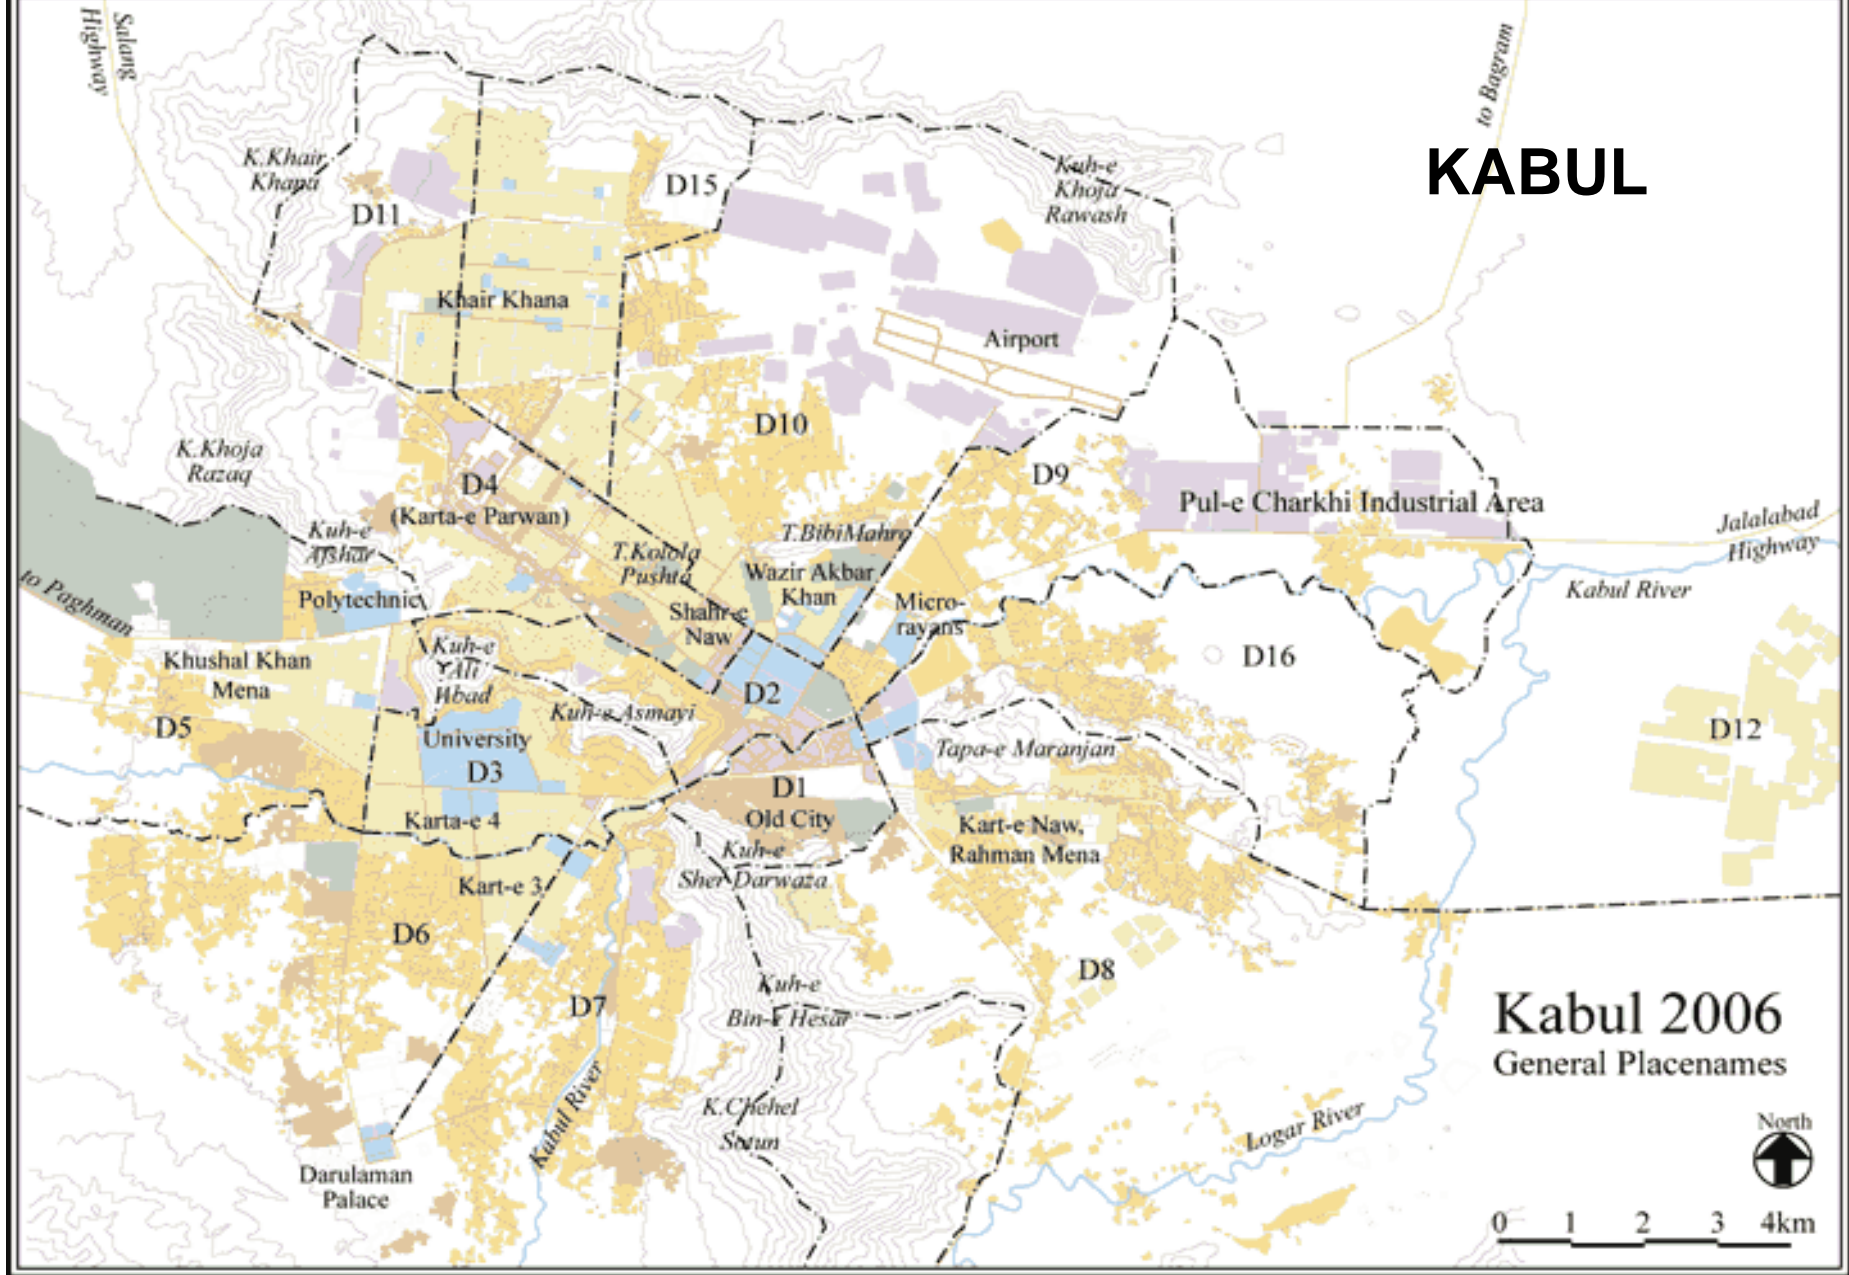 Salang
Highway
to Bagram
KABUL
K.Khair
Khana
D11
D15
Kuh-e
Khoja
Rawash
Khair Khana
Airport
K.Khoja
Razaq
D10
D4
(Karta-e Parwan)
D9
Pul-e Charkhi Industrial Area
Jalalabad
Highway
Kuh-e
Afshar
T.Kolola
Pushta
T.BibiMahro
Wazir Akbar
Khan
Kabul River
to Paghman
Polytechnic
Shahr-e
Naw
Micro-
rayans
Khushal Khan
Mena
Kuh-e
Ali
Abad
D16
D2
D5
Kuh-e Asmayi
University
D3
Tapa-e Maranjan
D12
D1
Old City
Karta-e 4
Kart-e Naw,
Rahman Mena
Kuh-e
Sher Darwaza
Kart-e 3
D6
D7
D8
Kuh-e
Bin-e Hesar
Kabul 2006
General Placenames
K.Chehel
Sotun
Kabul River
Logar River
North
Darulaman
Palace
0 1 2 3 4km